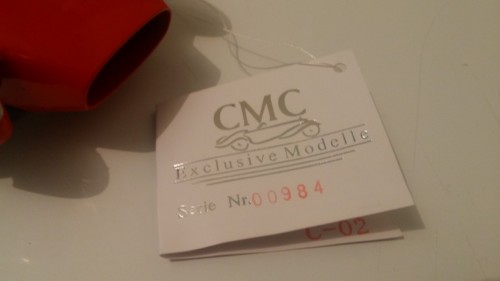 CMC
Exclusive Modelle
Serie Nr.00984
C-02